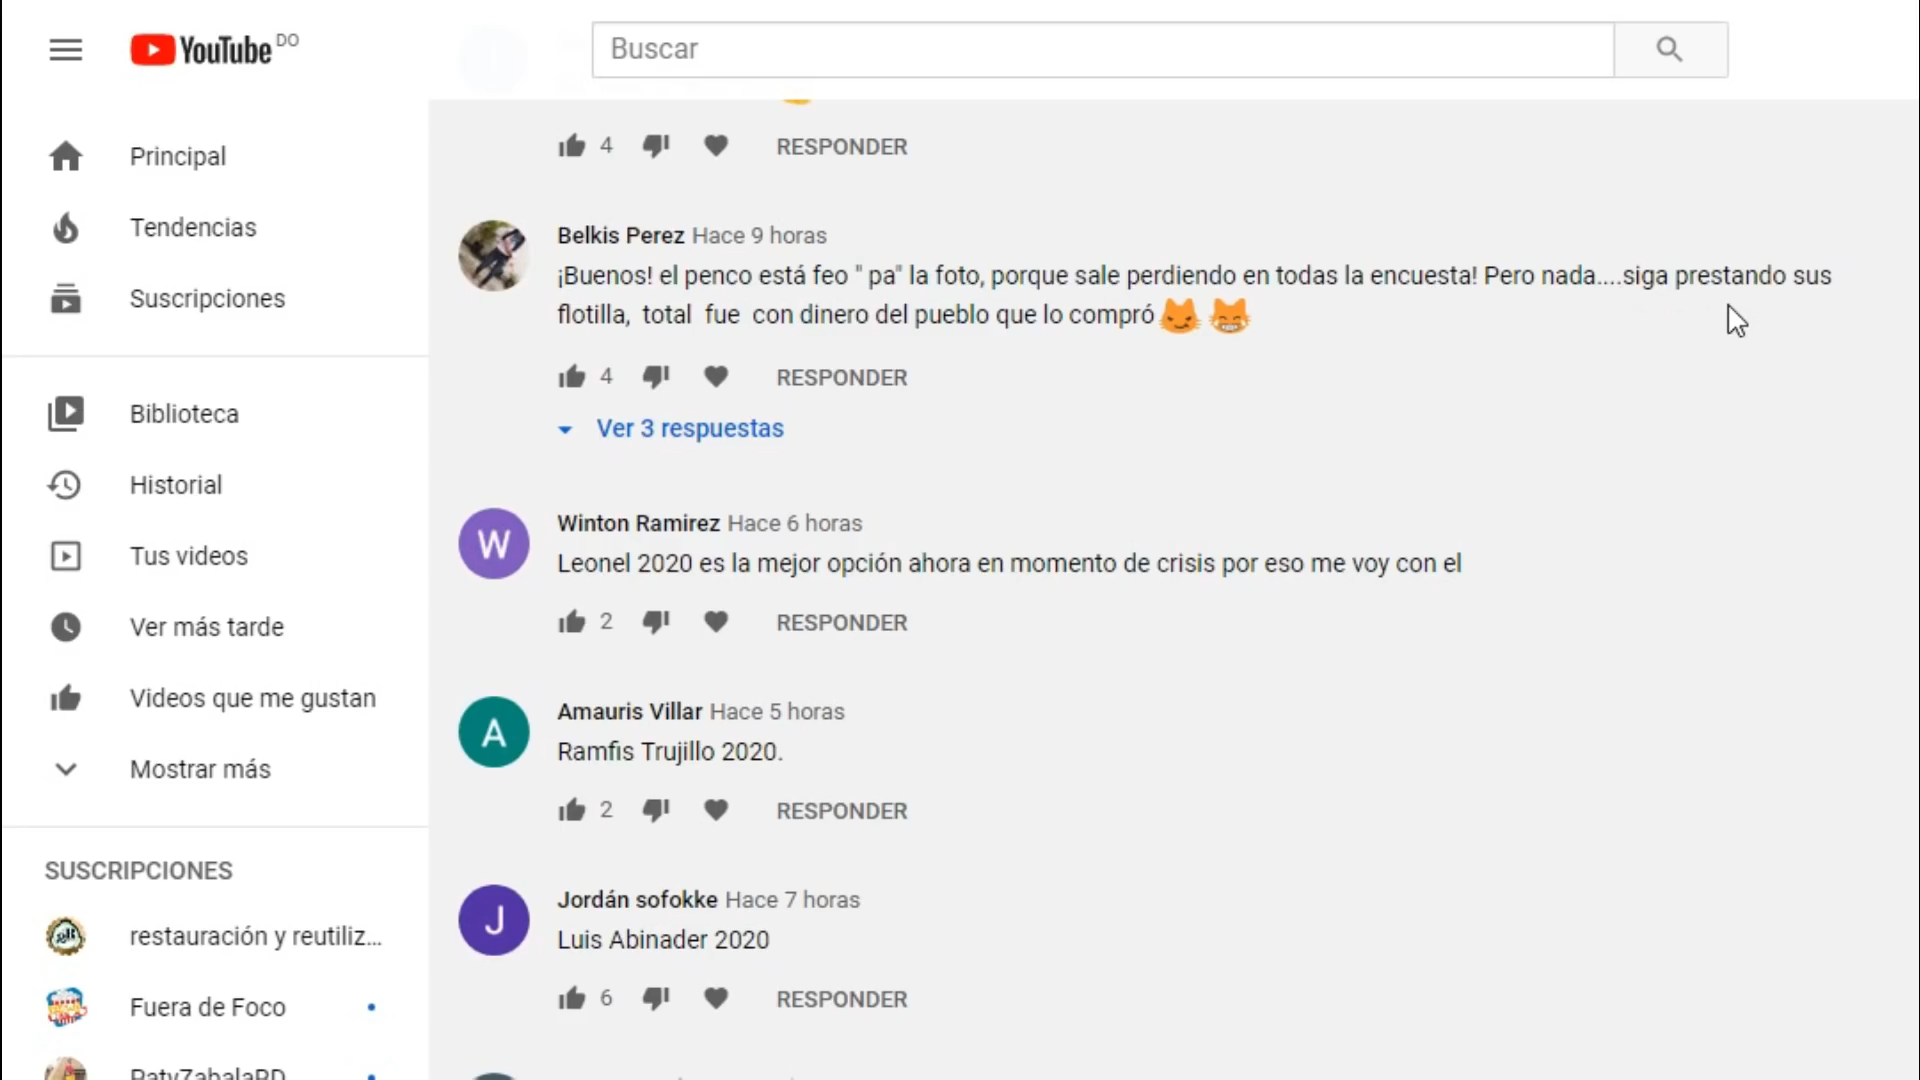 YouTube DO
Buscar
Principal
Tendencias
Suscripciones
Biblioteca
Historial
Tus videos
Ver más tarde
Videos que me gustan
Mostrar más
SUSCRIPCIONES
restauración y reutiliz...
Fuera de Foco
PatyZabalaRD
4 RESPONDER
Belkis Perez Hace 9 horas
¡Buenos! el penco está feo " pa" la foto, porque sale perdiendo en todas la encuesta! Pero nada....siga prestando sus
flotilla, total fue con dinero del pueblo que lo compró
4 RESPONDER
Ver 3 respuestas
W
Winton Ramirez Hace 6 horas
Leonel 2020 es la mejor opción ahora en momento de crisis por eso me voy con el
2 RESPONDER
A
Amauris Villar Hace 5 horas
Ramfis Trujillo 2020.
2 RESPONDER
J
Jordán sofokke Hace 7 horas
Luis Abinader 2020
6 RESPONDER